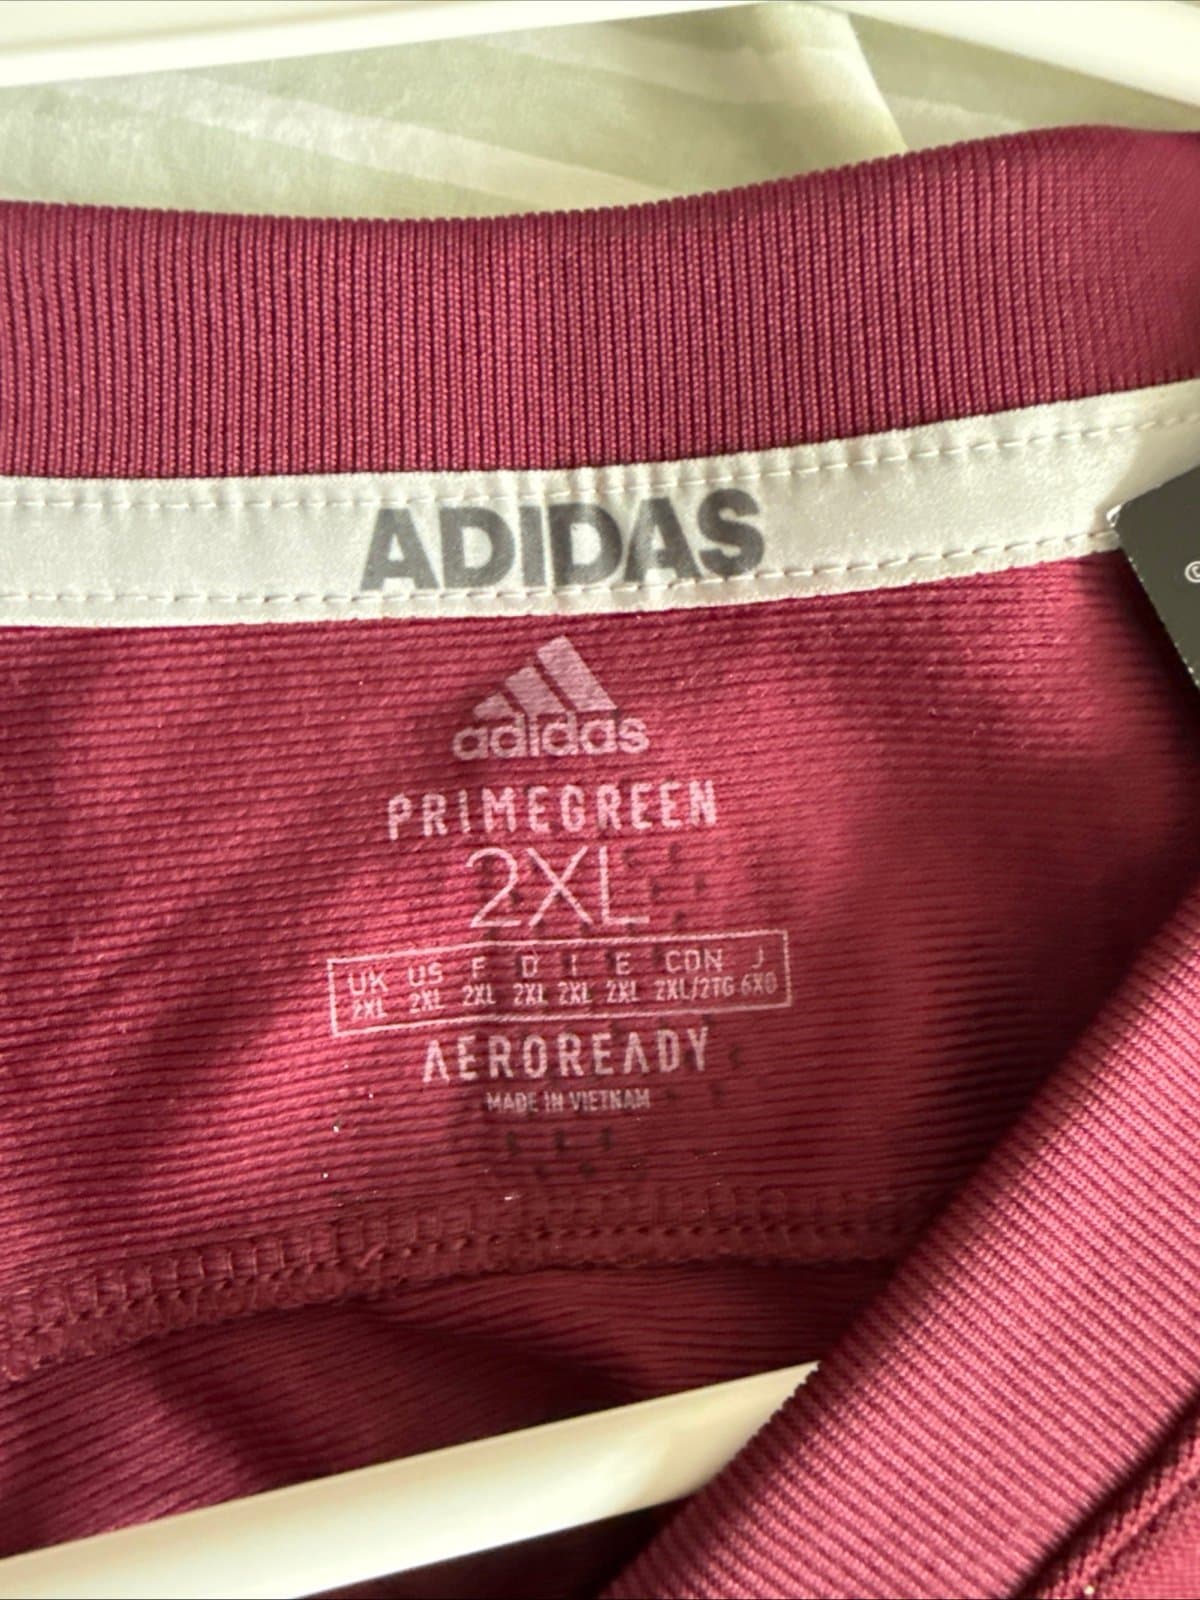 ADIDAS
adidas
PRIMEGREEN
2XL
UK US F D I E CDN J
2XL 2XL 2XL 2XL 2XL 2XL 2XL/2TG 6XO
AEROREADY
MADE IN VIETNAM
©